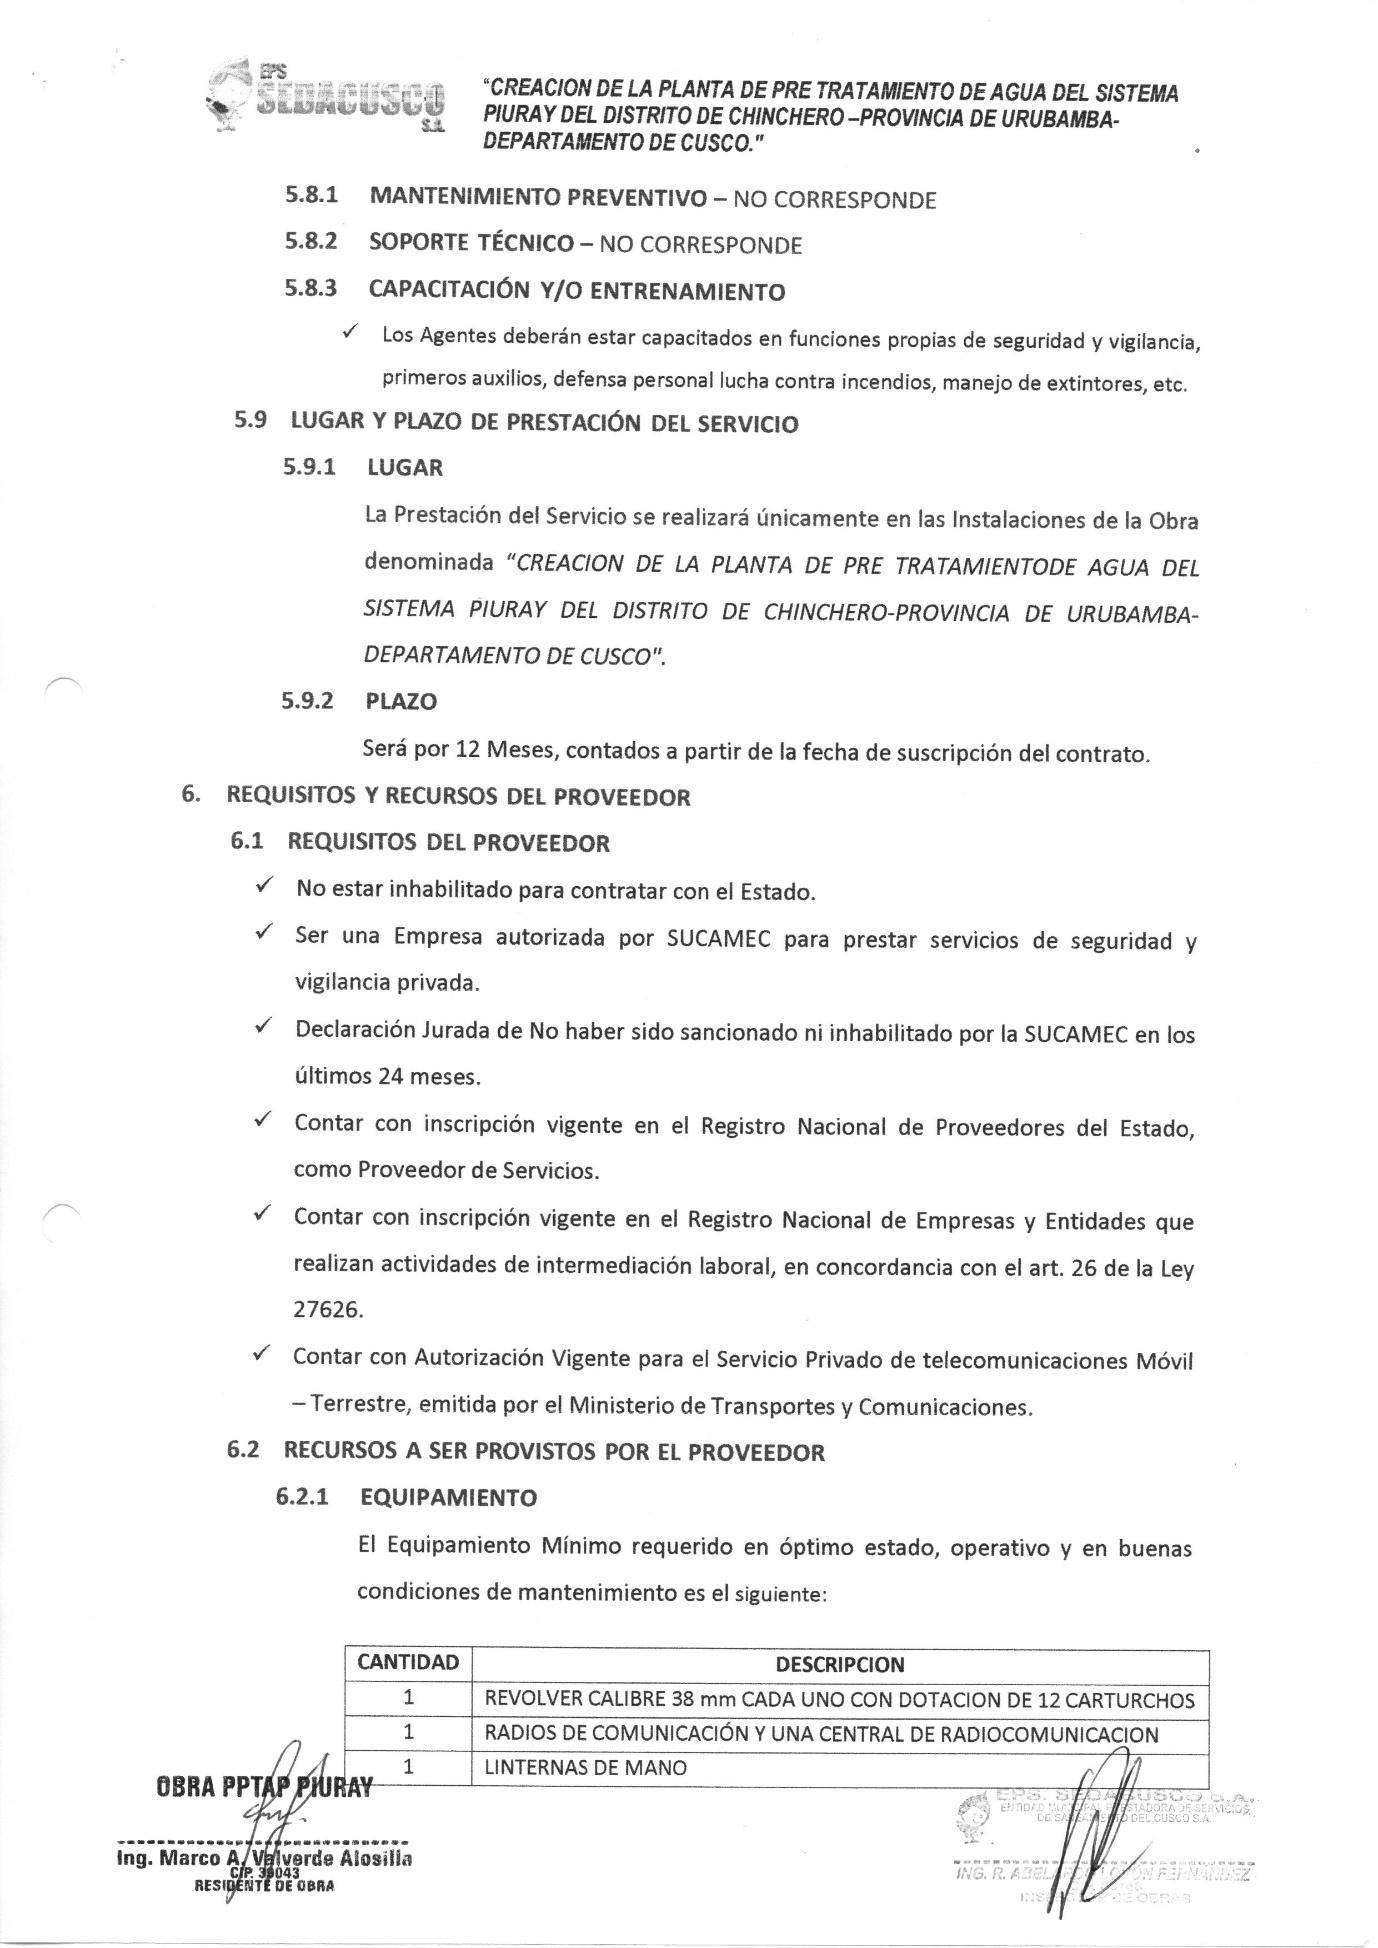 EPS
SEDACUSCO
S.A.
"CREACION DE LA PLANTA DE PRE TRATAMIENTO DE AGUA DEL SISTEMA
PIURAY DEL DISTRITO DE CHINCHERO –PROVINCIA DE URUBAMBA-
DEPARTAMENTO DE CUSCO."
5.8.1 MANTENIMIENTO PREVENTIVO – NO CORRESPONDE
5.8.2 SOPORTE TÉCNICO – NO CORRESPONDE
5.8.3 CAPACITACIÓN Y/O ENTRENAMIENTO
✓ Los Agentes deberán estar capacitados en funciones propias de seguridad y vigilancia,
primeros auxilios, defensa personal lucha contra incendios, manejo de extintores, etc.
5.9 LUGAR Y PLAZO DE PRESTACIÓN DEL SERVICIO
5.9.1 LUGAR
La Prestación del Servicio se realizará únicamente en las Instalaciones de la Obra
denominada "CREACION DE LA PLANTA DE PRE TRATAMIENTODE AGUA DEL
SISTEMA PIURAY DEL DISTRITO DE CHINCHERO-PROVINCIA DE URUBAMBA-
DEPARTAMENTO DE CUSCO".
5.9.2 PLAZO
Será por 12 Meses, contados a partir de la fecha de suscripción del contrato.
6. REQUISITOS Y RECURSOS DEL PROVEEDOR
6.1 REQUISITOS DEL PROVEEDOR
✓ No estar inhabilitado para contratar con el Estado.
✓ Ser una Empresa autorizada por SUCAMEC para prestar servicios de seguridad y
vigilancia privada.
✓ Declaración Jurada de No haber sido sancionado ni inhabilitado por la SUCAMEC en los
últimos 24 meses.
✓ Contar con inscripción vigente en el Registro Nacional de Proveedores del Estado,
como Proveedor de Servicios.
✓ Contar con inscripción vigente en el Registro Nacional de Empresas y Entidades que
realizan actividades de intermediación laboral, en concordancia con el art. 26 de la Ley
27626.
✓ Contar con Autorización Vigente para el Servicio Privado de telecomunicaciones Móvil
– Terrestre, emitida por el Ministerio de Transportes y Comunicaciones.
6.2 RECURSOS A SER PROVISTOS POR EL PROVEEDOR
6.2.1 EQUIPAMIENTO
El Equipamiento Mínimo requerido en óptimo estado, operativo y en buenas
condiciones de mantenimiento es el siguiente:
CANTIDAD DESCRIPCION
1 REVOLVER CALIBRE 38 mm CADA UNO CON DOTACION DE 12 CARTURCHOS
1 RADIOS DE COMUNICACIÓN Y UNA CENTRAL DE RADIOCOMUNICACION
1 LINTERNAS DE MANO
OBRA PPTAP PIURAY
Ing. Marco A. Valverde Alosilla
RESIDENTE DE OBRA
EPS. SEDACUSCO S.A.
ENTIDAD MUNICIPAL PRESTADORA DE SERVICIOS
DE SANEAMIENTO DEL CUSCO S.A.
ING. R. FERNANDEZ
INSPECTOR DE OBRAS